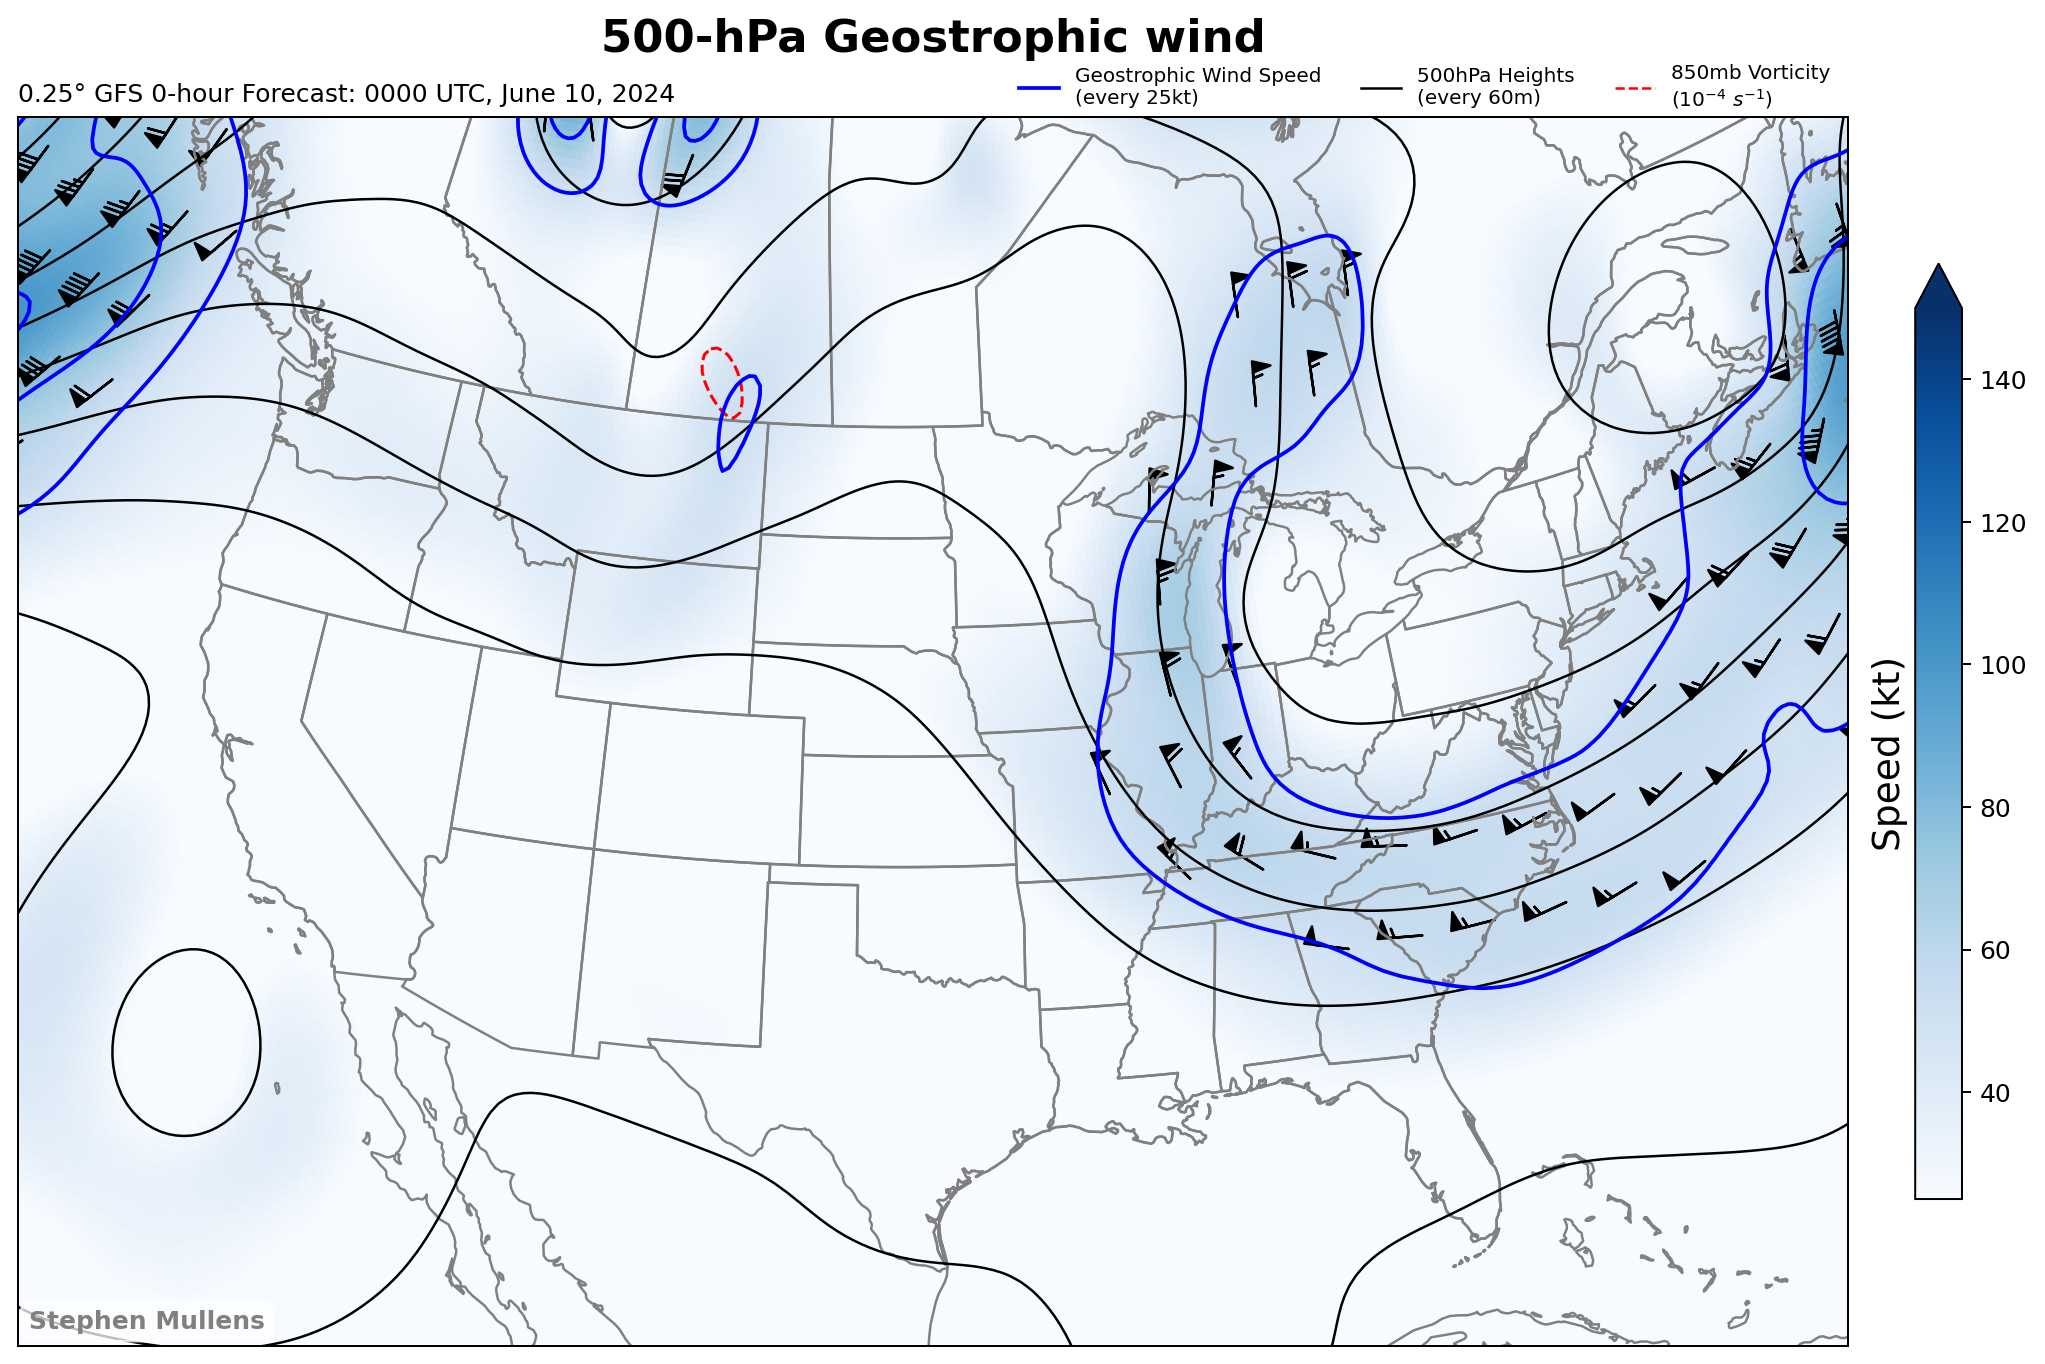 500-hPa Geostrophic wind
0.25° GFS 0-hour Forecast: 0000 UTC, June 10, 2024
Geostrophic Wind Speed
(every 25kt)
500hPa Heights
(every 60m)
850mb Vorticity
(10⁻⁴ s⁻¹)
140
120
100
80
60
40
Speed (kt)
Stephen Mullens